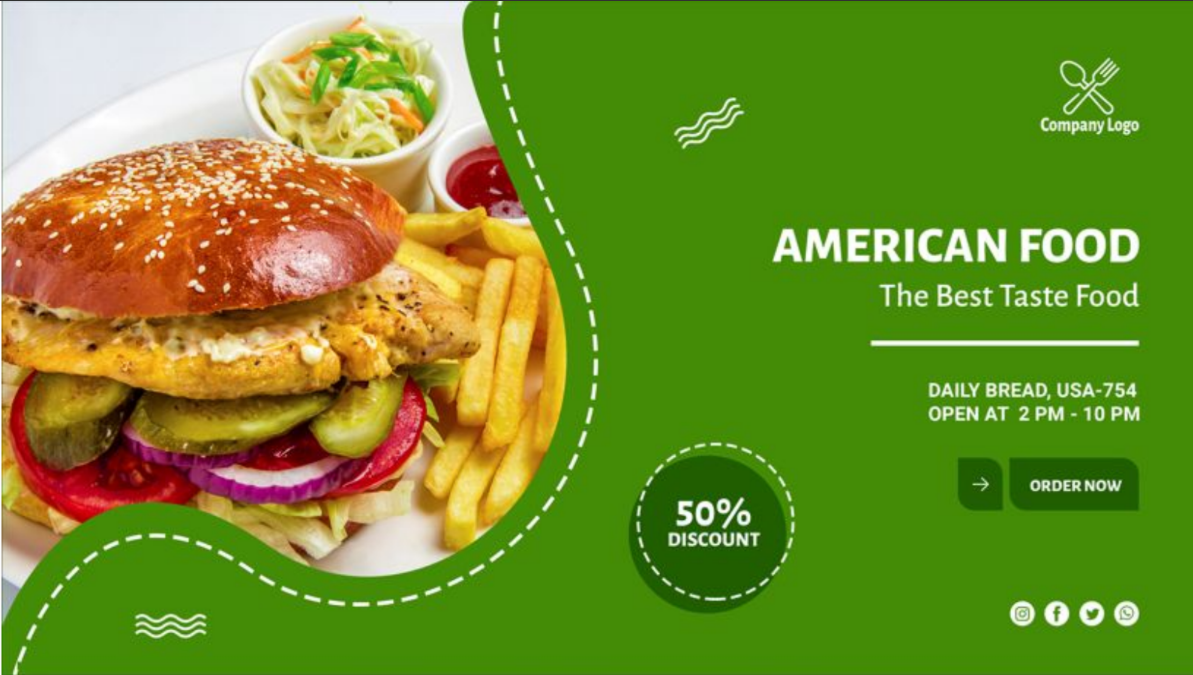 Company Logo
AMERICAN FOOD
The Best Taste Food
DAILY BREAD, USA-754
OPEN AT 2 PM - 10 PM
ORDER NOW
50%
DISCOUNT